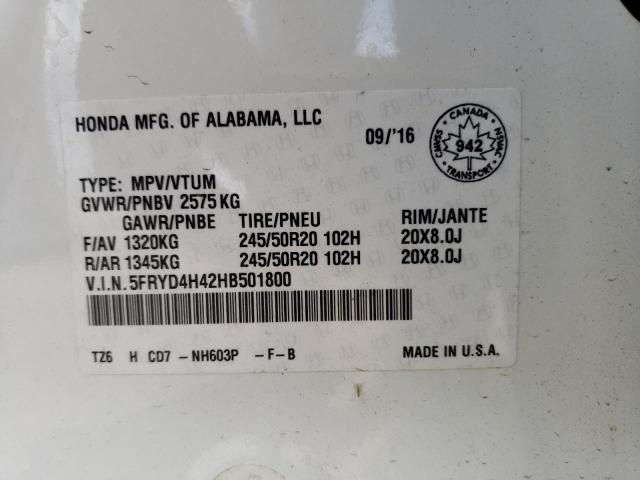 HONDA MFG. OF ALABAMA, LLC
09/'16
CANADA
CMVSS 942 NSVAC
TRANSPORT
TYPE: MPV/VTUM
GVWR/PNBV 2575KG
GAWR/PNBE TIRE/PNEU RIM/JANTE
F/AV 1320KG 245/50R20 102H 20X8.0J
R/AR 1345KG 245/50R20 102H 20X8.0J
V.I.N.5FRYD4H42HB501800
TZ6 H CD7 -NH603P -F-B MADE IN U.S.A.